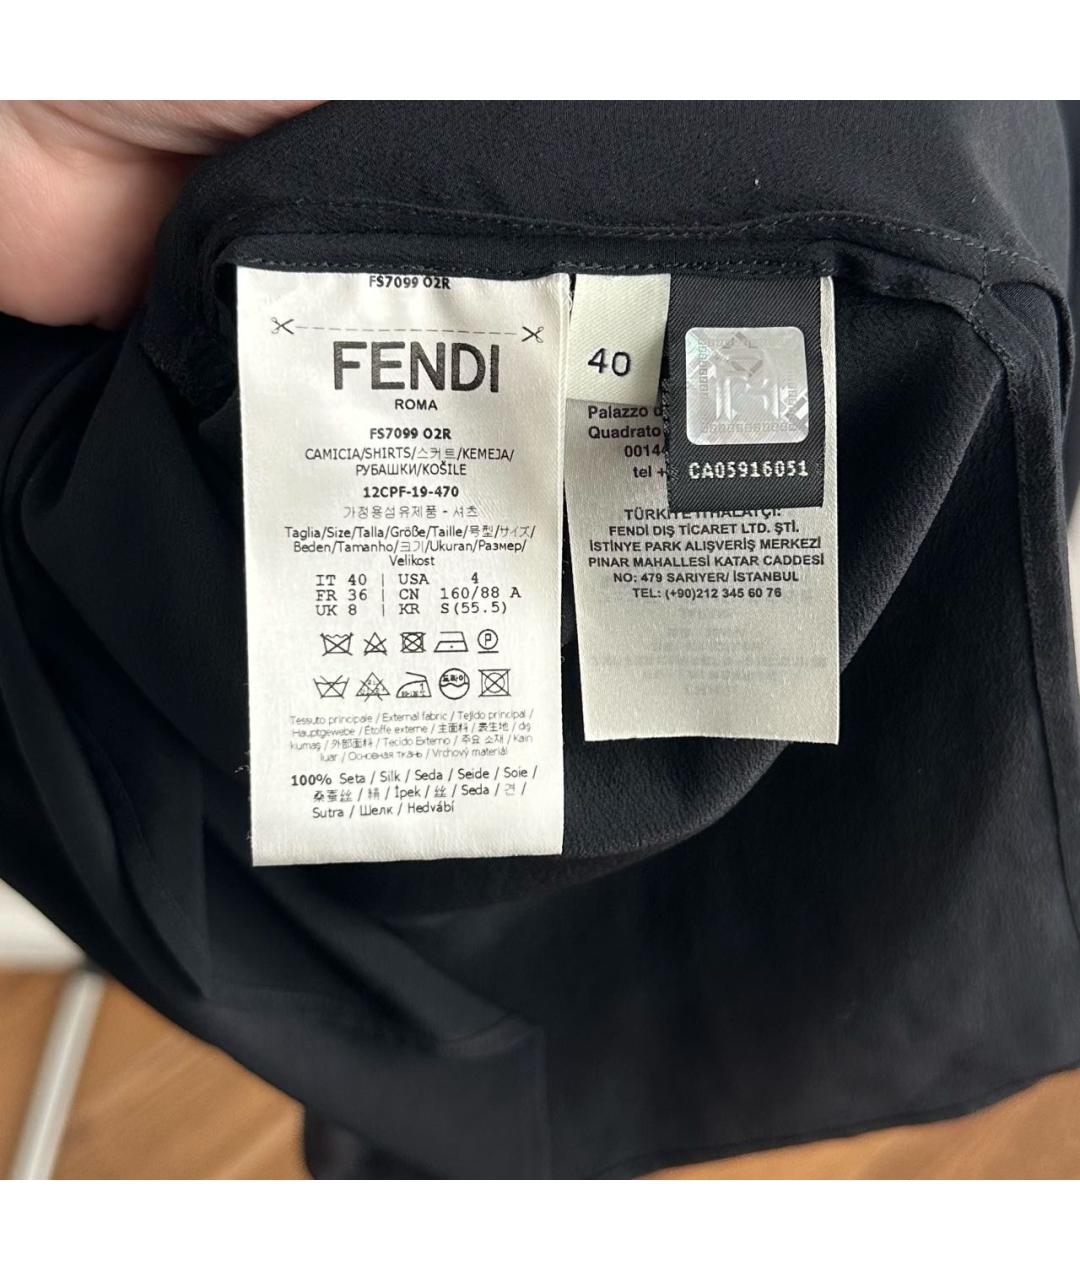 FS7099 O2R
FENDI
ROMA
FS7099 O2R
CAMICIA/SHIRTS/스커트/KEMEJA/
РУБАШКИ/KOŠILE
12CPF-19-470
가정용섬유제품 - 셔츠
Taglia/Size/Talla/Größe/Taille/号型/サイズ/
Beden/Tamanho/크기/Ukuran/Размер/
Velikost
IT 40 | USA 4
FR 36 | CN 160/88 A
UK 8 | KR S(55.5)
Tessuto principale / External fabric / Tejido principal /
Hauptgewebe / Étoffe externe / 主面料 / 表生地 / dış
kumaş / 外部面料 / Tecido Externo / 주요 소재 / Kain
luar / Основная ткань / Vrchový materiál
100% Seta / Silk / Seda / Seide / Soie /
桑蚕丝 / 絹 / İpek / 丝 / Seda / 견 /
Sutra / Шелк / Hedvábí
40
Palazzo d
Quadrato
00144
tel +
CA05916051
TÜRKİYE İTHALATÇI:
FENDI DIŞ TİCARET LTD. ŞTİ.
İSTİNYE PARK ALIŞVERİŞ MERKEZİ
PINAR MAHALLESİ KATAR CADDESİ
NO: 479 SARIYER/ İSTANBUL
TEL: (+90)212 345 60 76